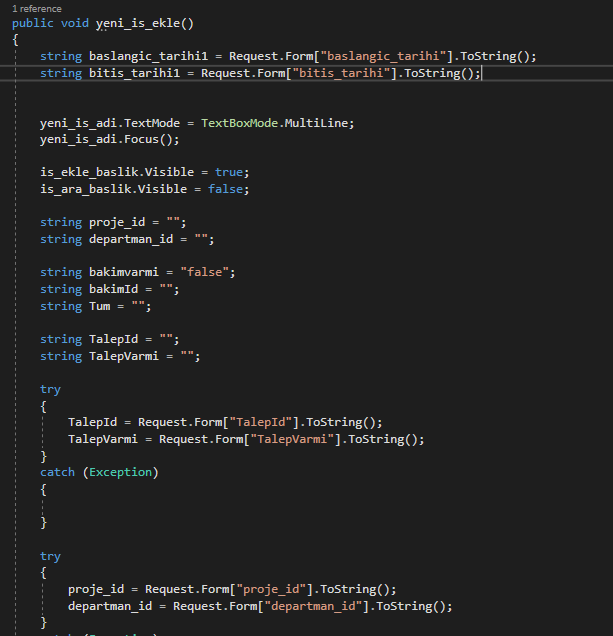 1 reference
public void yeni_is_ekle()
{
string baslangic_tarihi1 = Request.Form["baslangic_tarihi"].ToString();
string bitis_tarihi1 = Request.Form["bitis_tarihi"].ToString();
yeni_is_adi.TextMode = TextBoxMode.MultiLine;
yeni_is_adi.Focus();
is_ekle_baslik.Visible = true;
is_ara_baslik.Visible = false;
string proje_id = "";
string departman_id = "";
string bakimvarmi = "false";
string bakimId = "";
string Tum = "";
string TalepId = "";
string TalepVarmi = "";
try
{
TalepId = Request.Form["TalepId"].ToString();
TalepVarmi = Request.Form["TalepVarmi"].ToString();
}
catch (Exception)
{
}
try
{
proje_id = Request.Form["proje_id"].ToString();
departman_id = Request.Form["departman_id"].ToString();
}